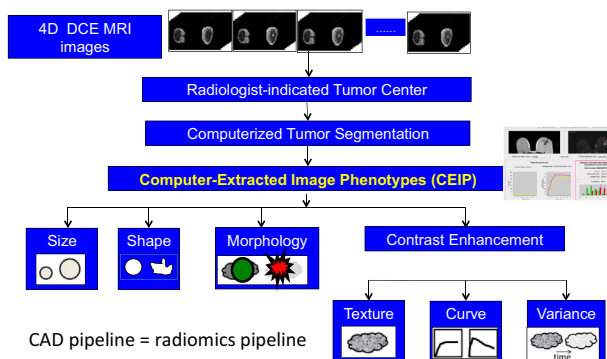 4D DCE MRI
images
......
Radiologist-indicated Tumor Center
Computerized Tumor Segmentation
Computer-Extracted Image Phenotypes (CEIP)
Size
Shape
Morphology
Contrast Enhancement
Texture
Curve
Variance
time
CAD pipeline = radiomics pipeline